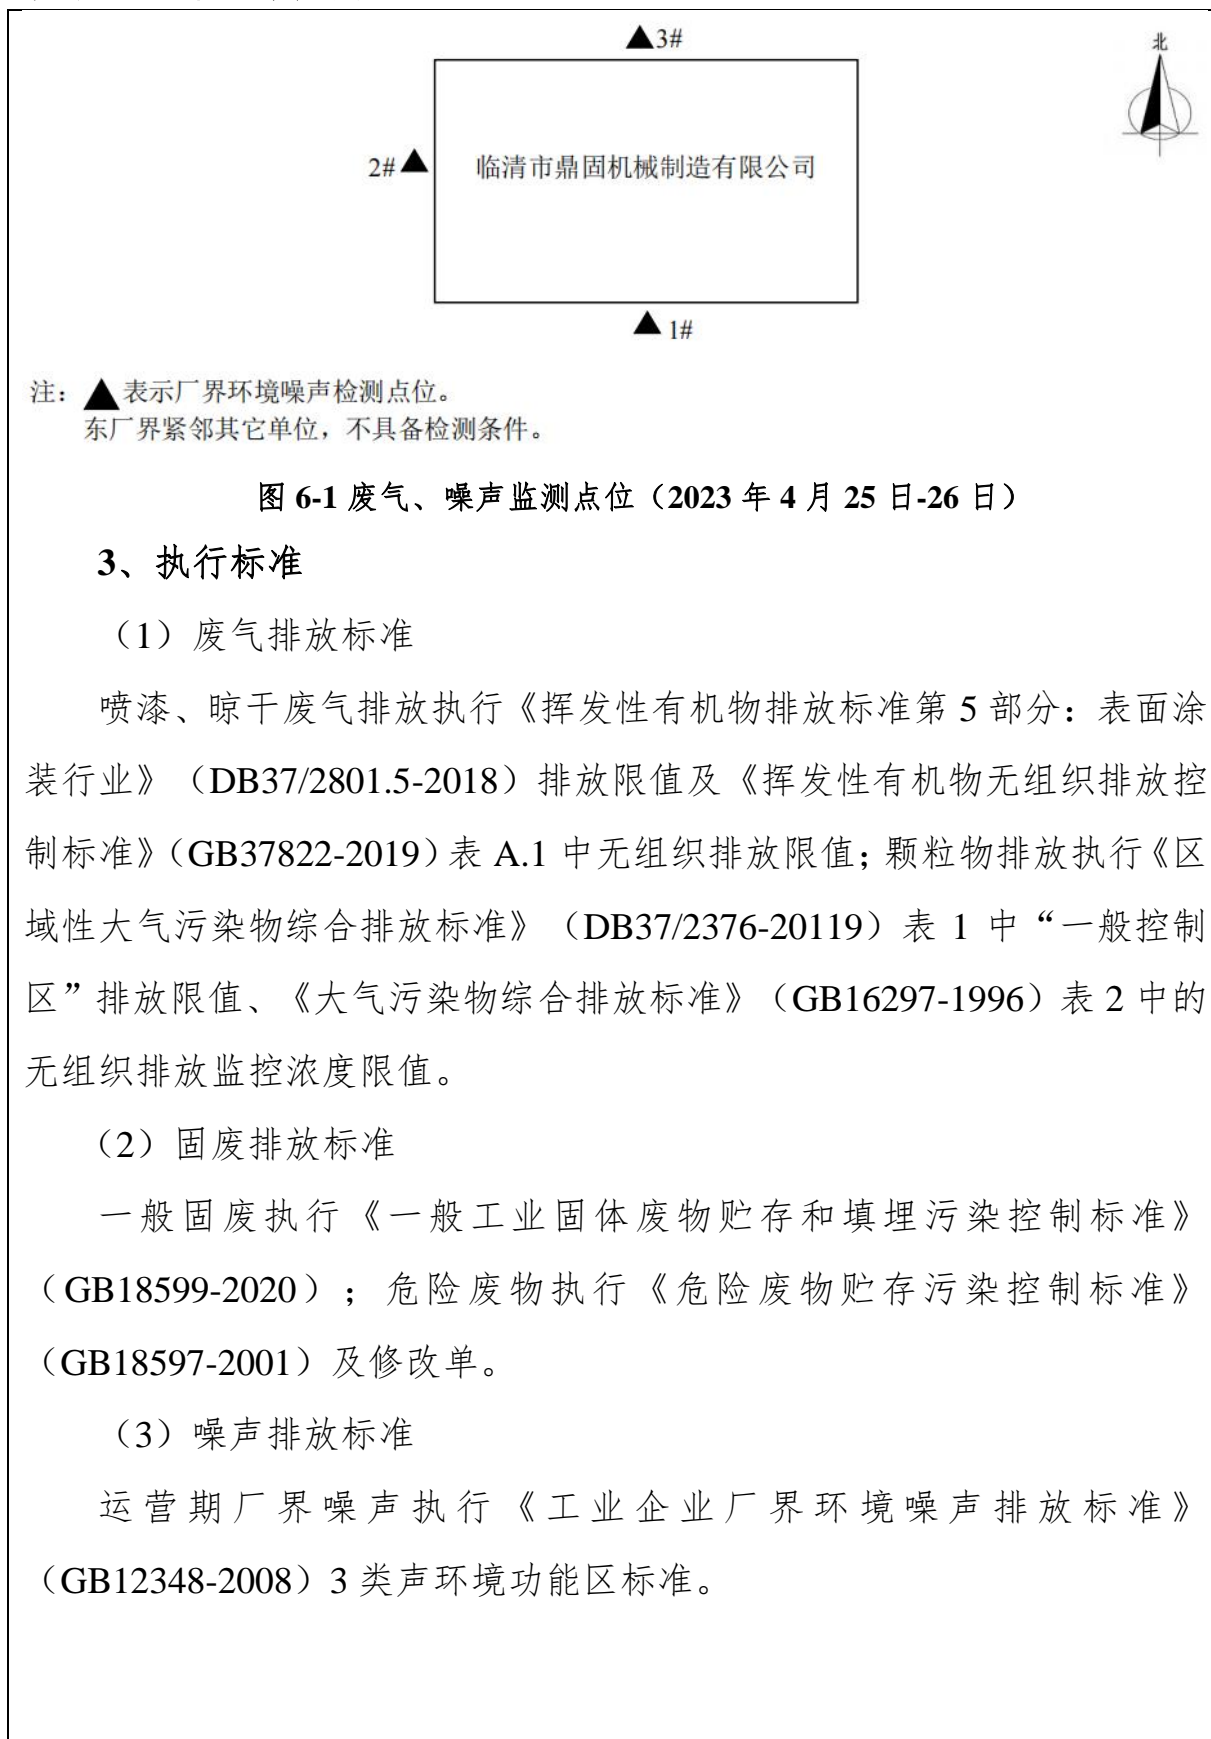 ▲3#
北
2#▲
临清市鼎固机械制造有限公司
▲ 1#
注：▲表示厂界环境噪声检测点位。
东厂界紧邻其它单位，不具备检测条件。
图 6-1 废气、噪声监测点位（2023 年 4 月 25 日-26 日）
3、执行标准
（1）废气排放标准
喷漆、晾干废气排放执行《挥发性有机物排放标准第 5 部分：表面涂
装行业》（DB37/2801.5-2018）排放限值及《挥发性有机物无组织排放控
制标准》（GB37822-2019）表 A.1 中无组织排放限值；颗粒物排放执行《区
域性大气污染物综合排放标准》（DB37/2376-20119）表 1 中“一般控制
区”排放限值、《大气污染物综合排放标准》（GB16297-1996）表 2 中的
无组织排放监控浓度限值。
（2）固废排放标准
一般固废执行《一般工业固体废物贮存和填埋污染控制标准》
（GB18599-2020）；危险废物执行《危险废物贮存污染控制标准》
（GB18597-2001）及修改单。
（3）噪声排放标准
运营期厂界噪声执行《工业企业厂界环境噪声排放标准》
（GB12348-2008）3 类声环境功能区标准。